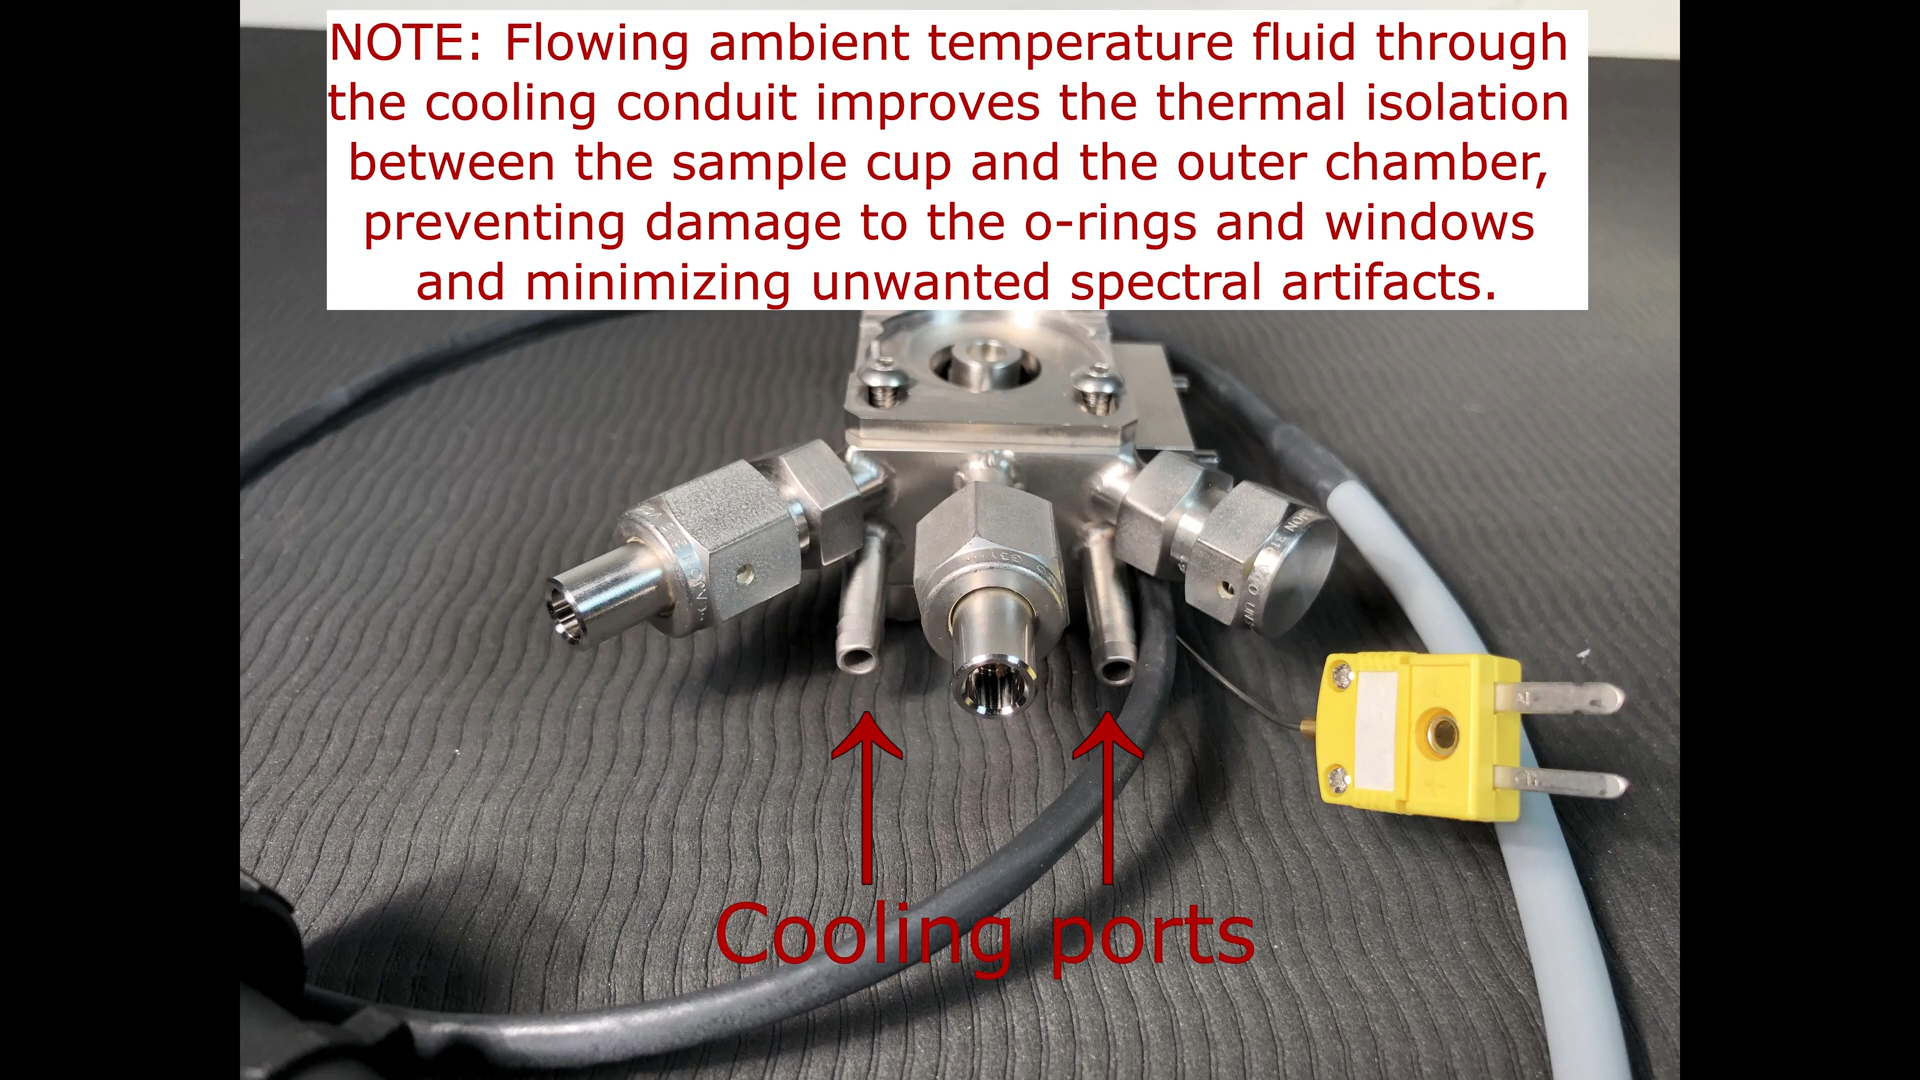 NOTE: Flowing ambient temperature fluid through
the cooling conduit improves the thermal isolation
between the sample cup and the outer chamber,
preventing damage to the o-rings and windows
and minimizing unwanted spectral artifacts.
Cooling ports